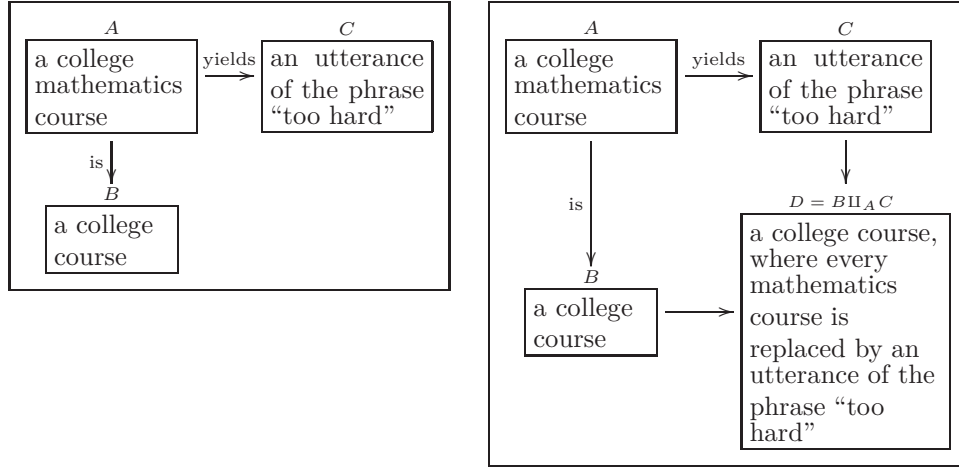 A
C
a college
mathematics
course
yields
an utterance
of the phrase
“too hard”
is
B
a college
course
A
C
a college
mathematics
course
yields
an utterance
of the phrase
“too hard”
is
D = B⨿_A C
B
a college
course
a college course,
where every
mathematics
course is
replaced by an
utterance of the
phrase “too
hard”